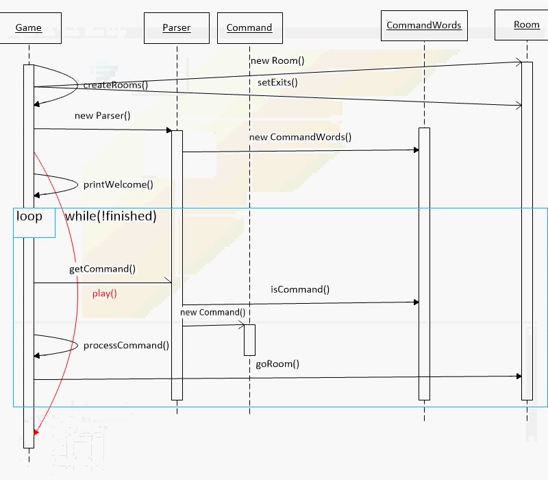 Game
Parser
Command
CommandWords
Room
new Room()
createRooms()
setExits()
new Parser()
new CommandWords()
printWelcome()
loop
while(!finished)
getCommand()
play()
isCommand()
new Command()
processCommand()
goRoom()